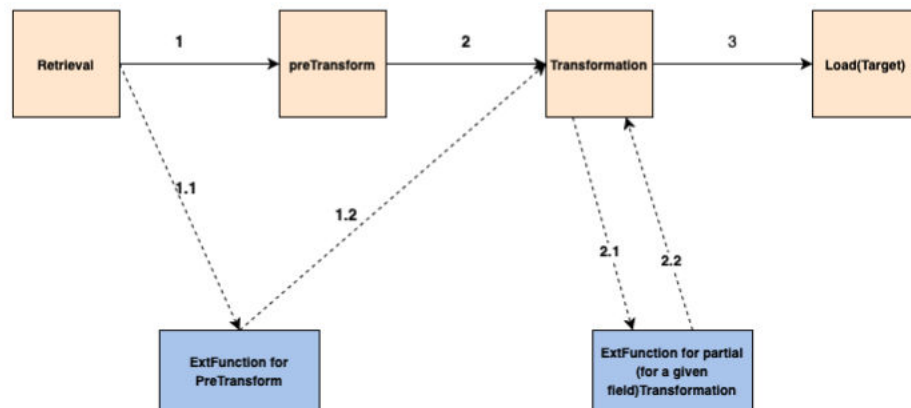 1
2
3
Retrieval
preTransform
Transformation
Load(Target)
1.1
1.2
2.1
2.2
ExtFunction for
PreTransform
ExtFunction for partial
(for a given
field)Transformation